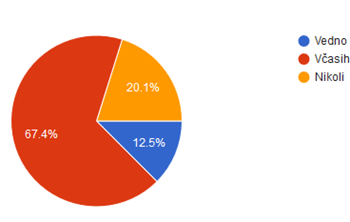 Vedno
Včasih
Nikoli
20.1%
67.4%
12.5%